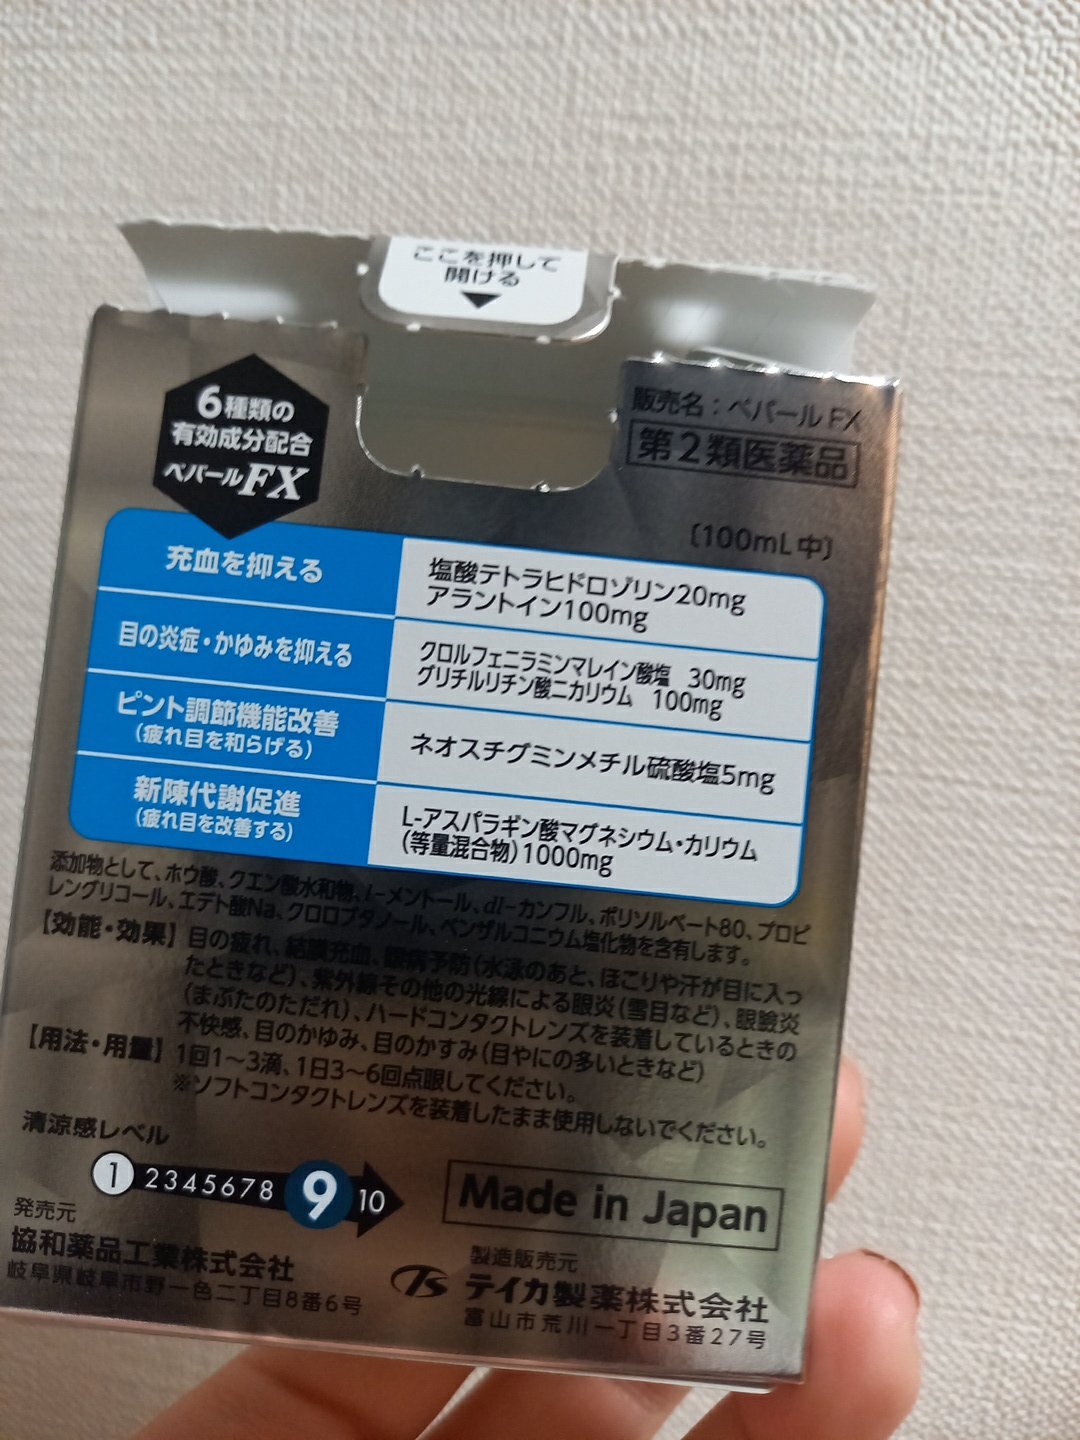 ここを押して
開ける
6種類の
有効成分配合
ペパールFX
販売名：ペパールFX
第2類医薬品
〔100mL中〕
充血を抑える
塩酸テトラヒドロゾリン20mg
アラントイン100mg
目の炎症・かゆみを抑える
クロルフェニラミンマレイン酸塩 30mg
グリチルリチン酸二カリウム 100mg
ピント調節機能改善
(疲れ目を和らげる)
ネオスチグミンメチル硫酸塩5mg
新陳代謝促進
(疲れ目を改善する)
L-アスパラギン酸マグネシウム・カリウム
(等量混合物)1000mg
添加物として、ホウ酸、クエン酸水和物、l-メントール、dl-カンフル、ポリソルベート80、プロピ
レングリコール、エデト酸Na、クロロブタノール、ベンザルコニウム塩化物を含有します。
【効能・効果】目の疲れ、結膜充血、眼病予防(水泳のあと、ほこりや汗が目に入っ
たときなど)、紫外線その他の光線による眼炎(雪目など)、眼瞼炎
(まぶたのただれ)、ハードコンタクトレンズを装着しているときの
不快感、目のかゆみ、目のかすみ(目やにの多いときなど)
【用法・用量】1回1～3滴、1日3～6回点眼してください。
※ソフトコンタクトレンズを装着したまま使用しないでください。
清涼感レベル
1 2345678 9 10
Made in Japan
発売元
協和薬品工業株式会社
岐阜県岐阜市野一色二丁目8番6号
製造販売元
TS テイカ製薬株式会社
富山市荒川一丁目3番27号